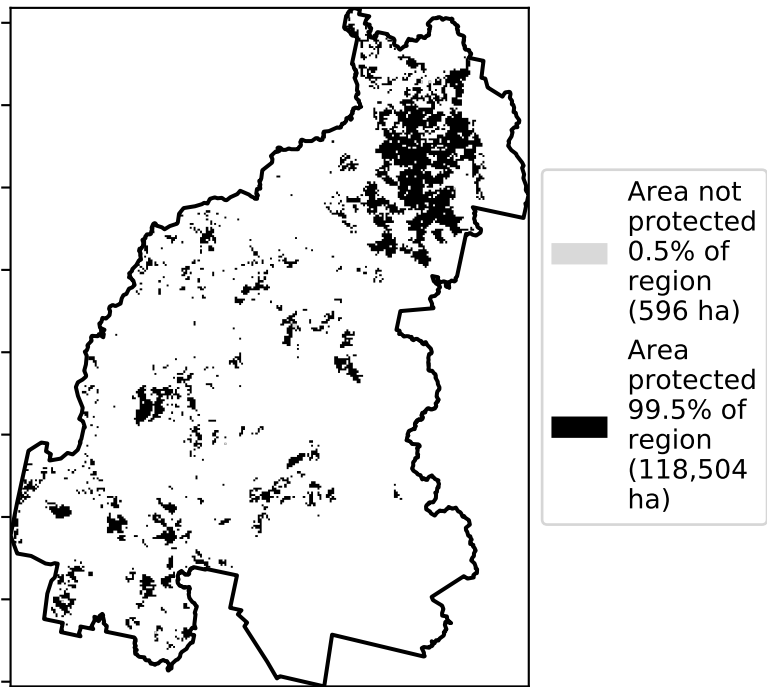 Area not
protected
0.5% of
region
(596 ha)
Area
protected
99.5% of
region
(118,504
ha)